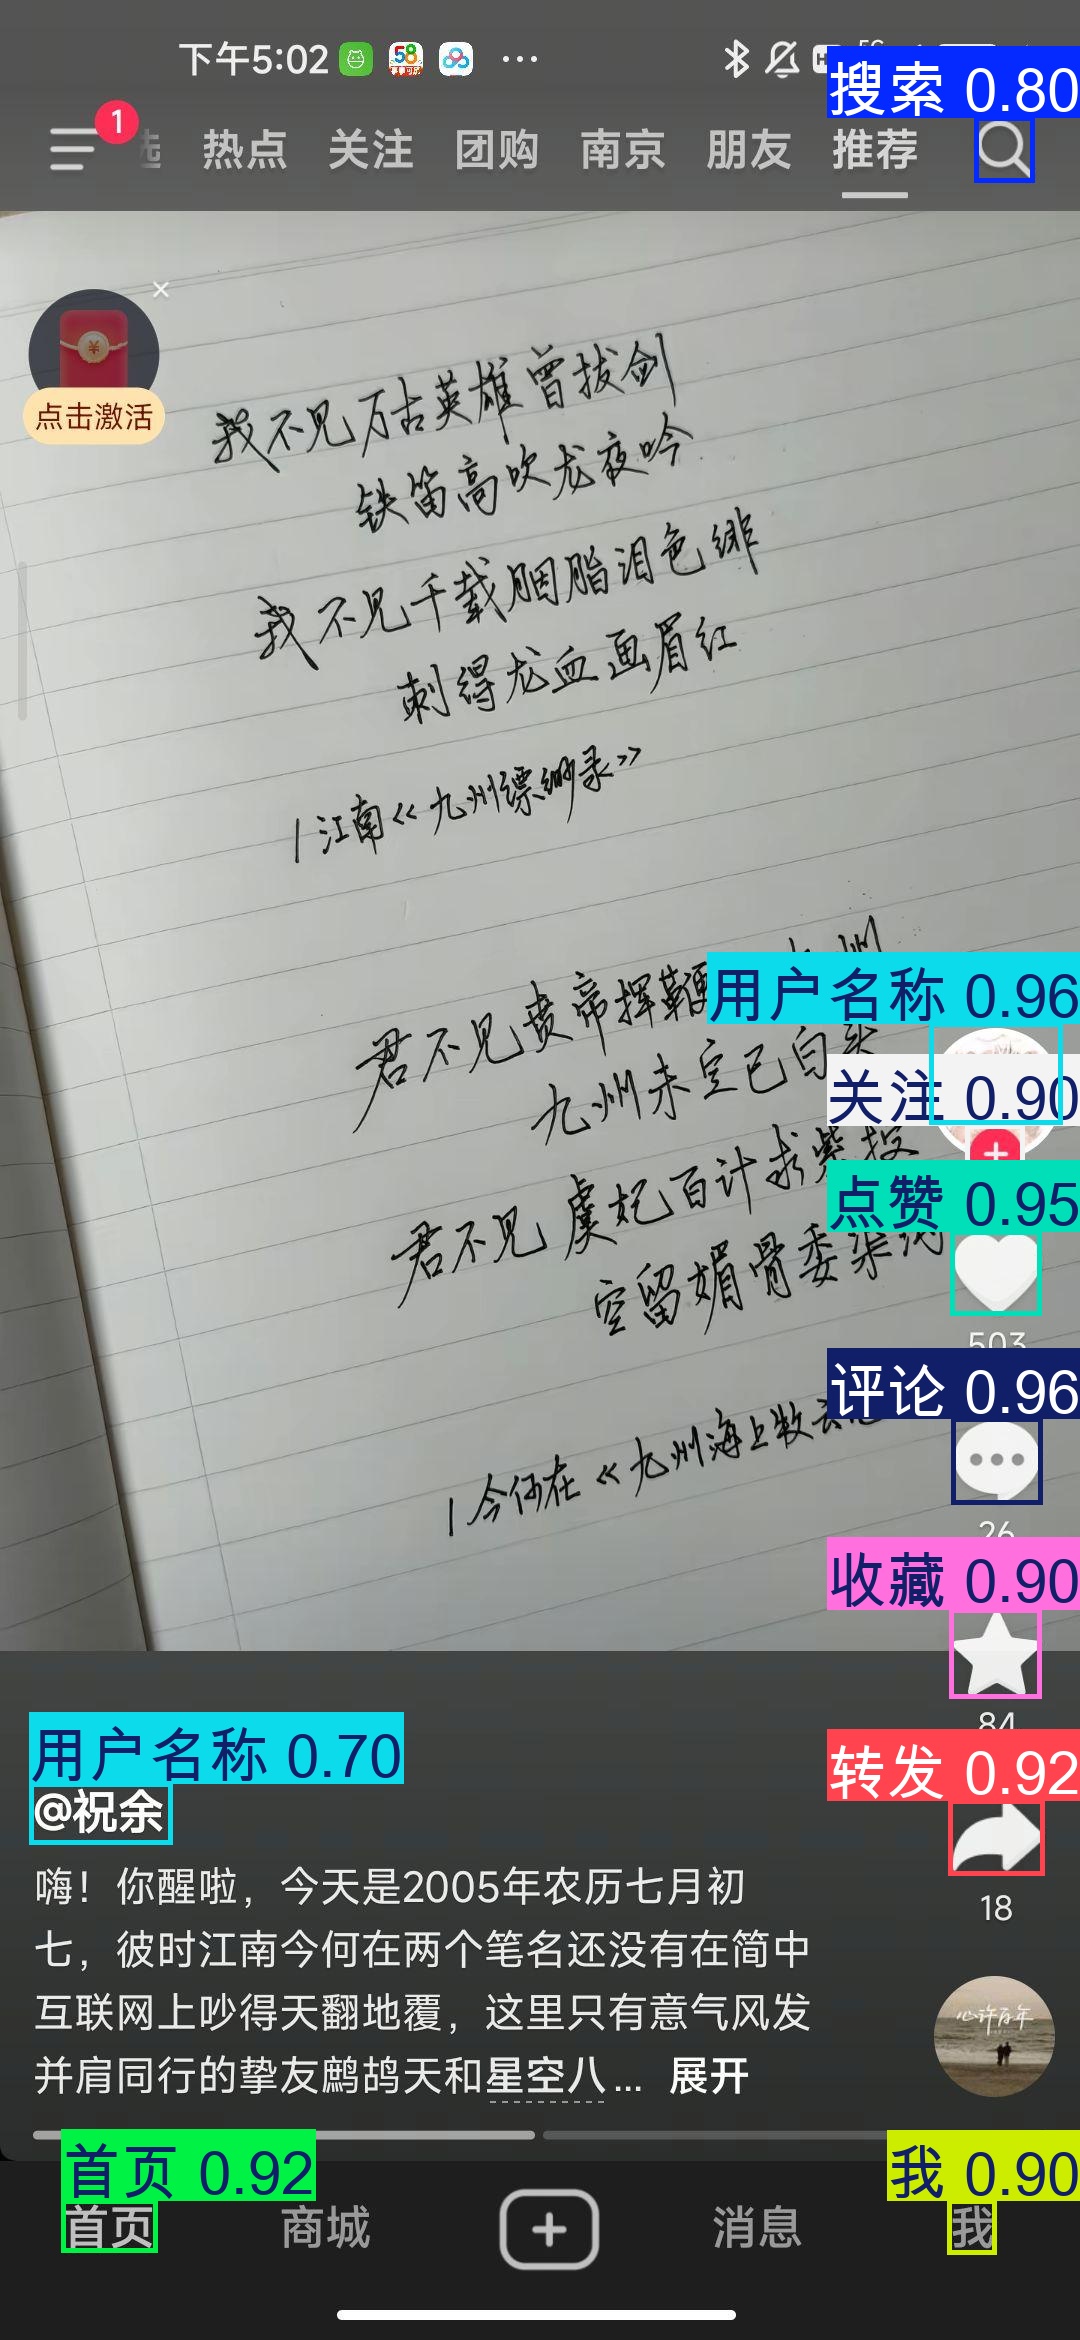 下午5:02 58 ...
搜索 0.80
1
热点 关注 团购 南京 朋友 推荐
点击激活
我不见万古英雄曾拔剑
铁笛高吹龙夜吟
我不见千载胭脂泪色绯
刺得龙血画眉红
/ 江南《九州缥缈录》
用户名称 0.96
君不见贲帝挥鞭
九州未定已白头
关注 0.90
君不见虞妃百计求紫
点赞 0.95
空留媚骨委渠沟
503
评论 0.96
/ 今何在《九州海上牧云
26
收藏 0.90
84
用户名称 0.70
转发 0.92
@祝余
18
嗨！你醒啦，今天是2005年农历七月初
七，彼时江南今何在两个笔名还没有在简中
互联网上吵得天翻地覆，这里只有意气风发
并肩同行的挚友鹧鸪天和星空八... 展开
心许百年
首页 0.92
我 0.90
首页 商城 消息 我